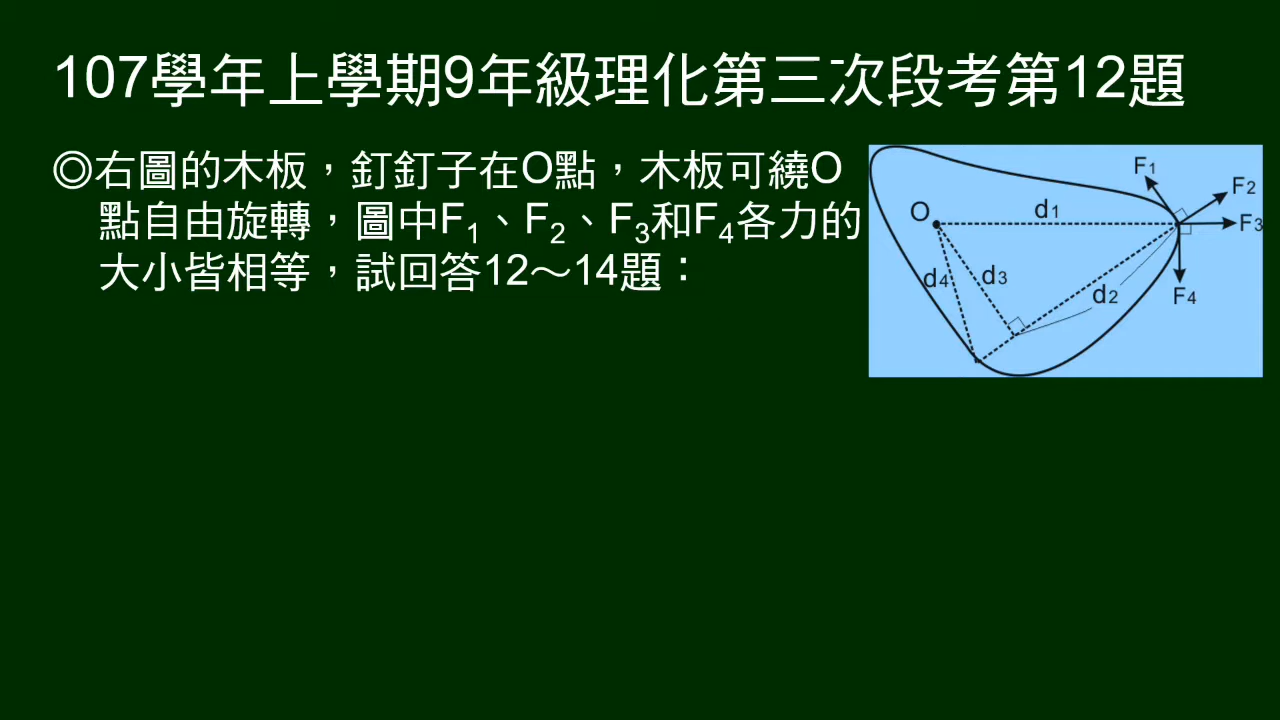 107學年上學期9年級理化第三次段考第12題
◎右圖的木板，釘釘子在O點，木板可繞O
點自由旋轉，圖中F₁、F₂、F₃和F₄各力的
大小皆相等，試回答12～14題：
F₁
F₂
O
d₁
F₃
d₄
d₃
d₂
F₄